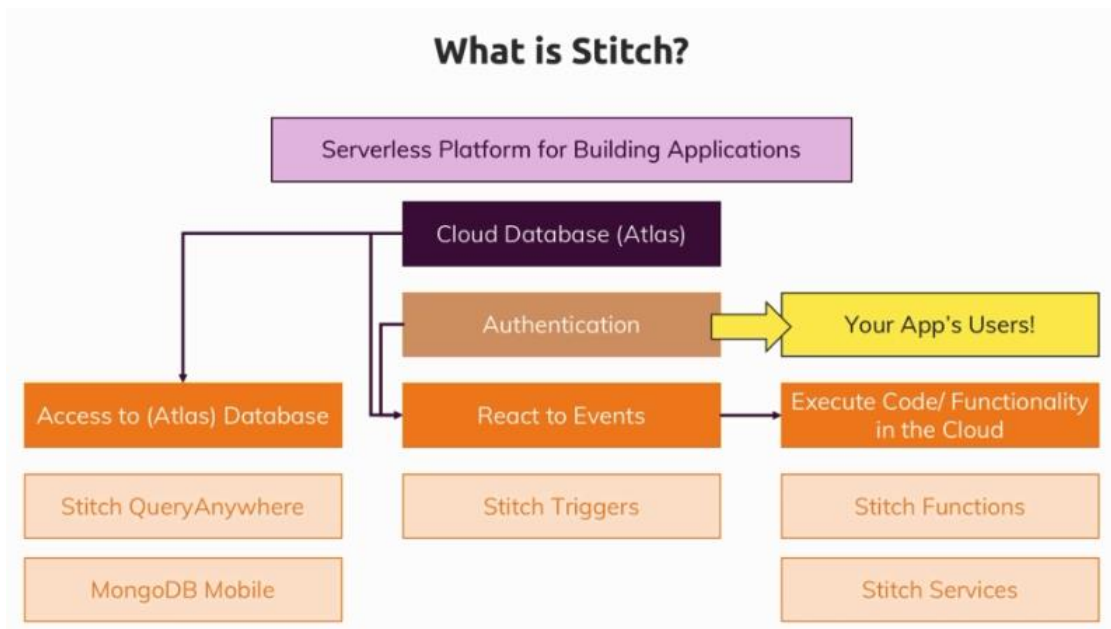 What is Stitch?
Serverless Platform for Building Applications
Cloud Database (Atlas)
Authentication
Your App's Users!
Access to (Atlas) Database
React to Events
Execute Code/ Functionality
in the Cloud
Stitch QueryAnywhere
Stitch Triggers
Stitch Functions
MongoDB Mobile
Stitch Services